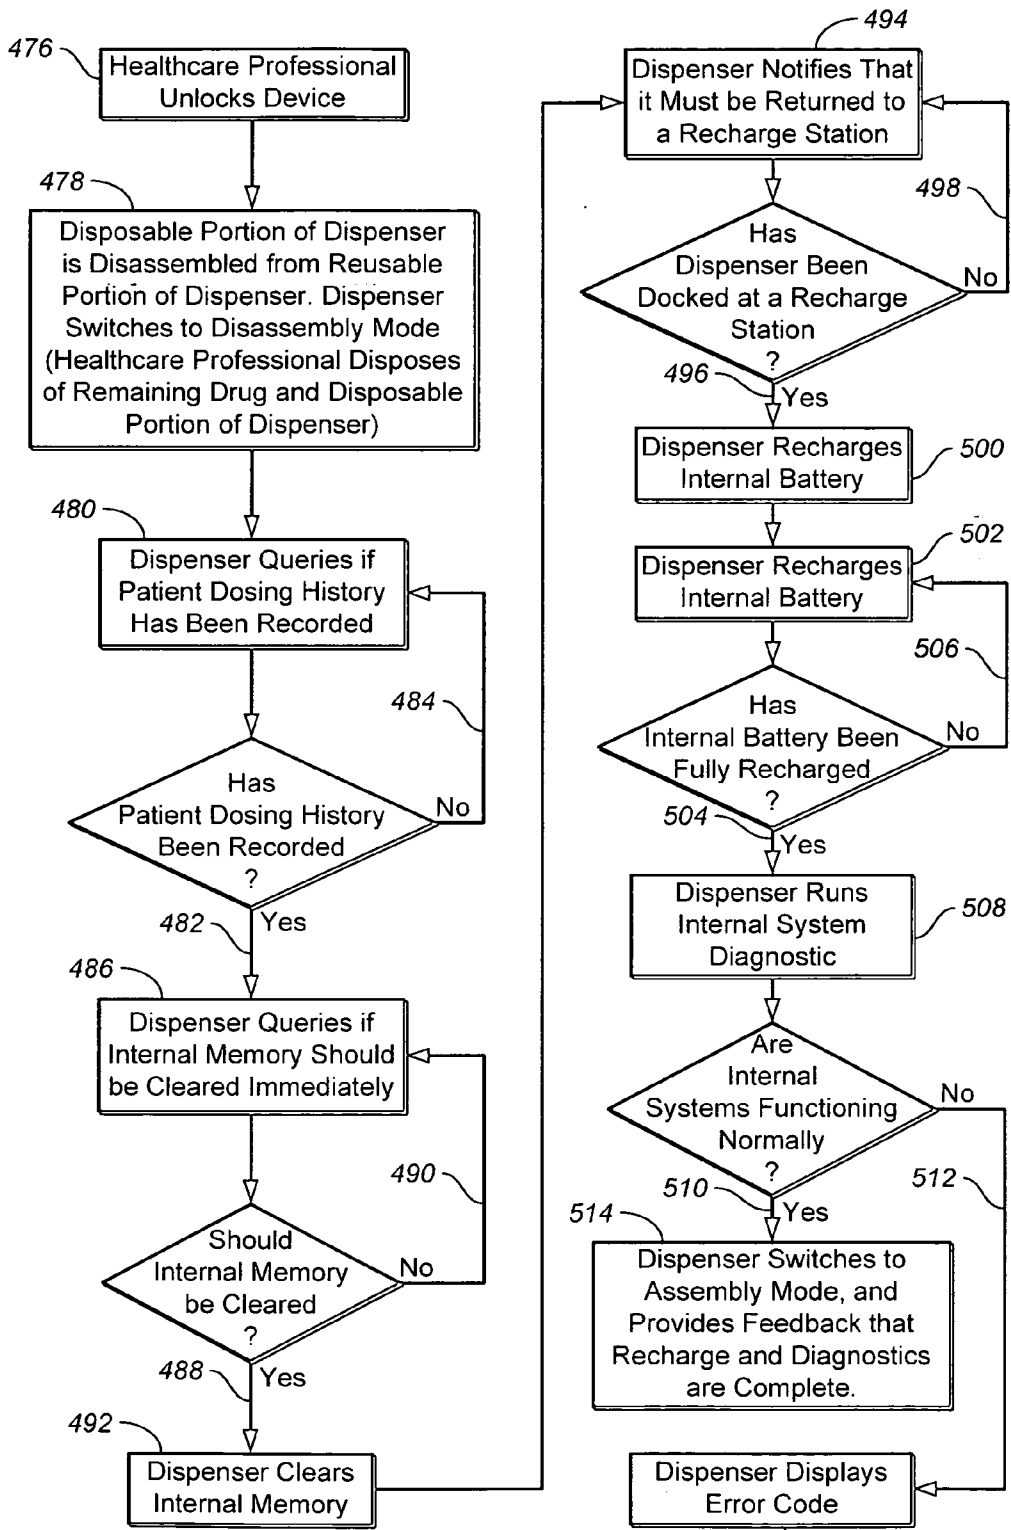 476
Healthcare Professional
Unlocks Device
478
Disposable Portion of Dispenser
is Disassembled from Reusable
Portion of Dispenser. Dispenser
Switches to Disassembly Mode
(Healthcare Professional Disposes
of Remaining Drug and Disposable
Portion of Dispenser)
480
Dispenser Queries if
Patient Dosing History
Has Been Recorded
484
Has
Patient Dosing History
Been Recorded
?
No
482
Yes
486
Dispenser Queries if
Internal Memory Should
be Cleared Immediately
490
Should
Internal Memory
be Cleared
?
No
488
Yes
492
Dispenser Clears
Internal Memory
494
Dispenser Notifies That
it Must be Returned to
a Recharge Station
498
Has
Dispenser Been
Docked at a Recharge
Station
?
No
496
Yes
Dispenser Recharges
Internal Battery
500
502
Dispenser Recharges
Internal Battery
506
Has
Internal Battery Been
Fully Recharged
?
No
504
Yes
Dispenser Runs
Internal System
Diagnostic
508
Are
Internal
Systems Functioning
Normally
?
No
510
Yes
512
514
Dispenser Switches to
Assembly Mode, and
Provides Feedback that
Recharge and Diagnostics
are Complete.
Dispenser Displays
Error Code